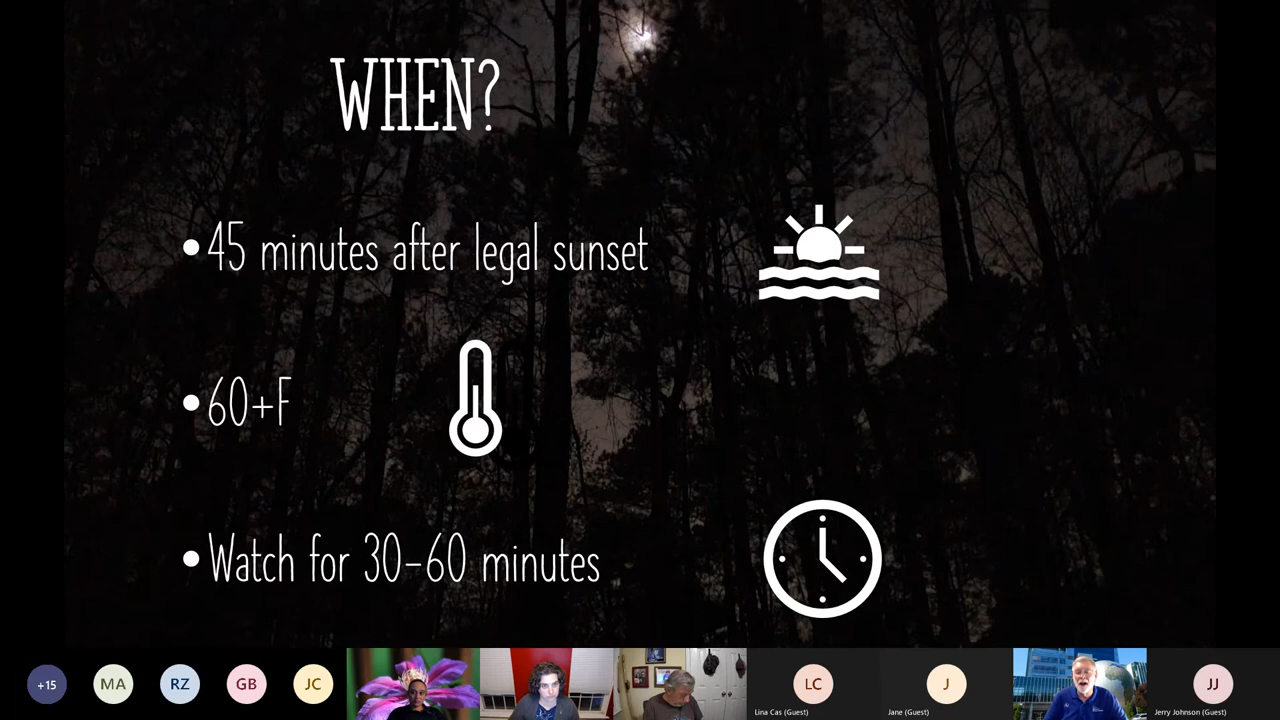 WHEN?
•45 minutes after legal sunset
•60+F
•Watch for 30-60 minutes
+15
MA
RZ
GB
JC
LC
Lina Cas (Guest)
J
Jane (Guest)
JJ
Jerry Johnson (Guest)